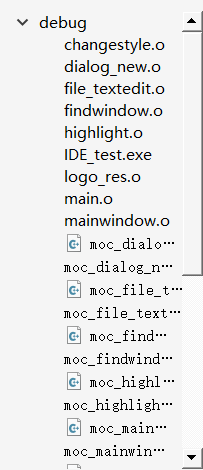 debug
changestyle.o
dialog_new.o
file_textedit.o
findwindow.o
highlight.o
IDE_test.exe
logo_res.o
main.o
mainwindow.o
moc_dialo…
moc_dialog_n…
moc_file_t…
moc_file_text…
moc_find…
moc_findwind…
moc_highl…
moc_highligh…
moc_main…
moc_mainwin…